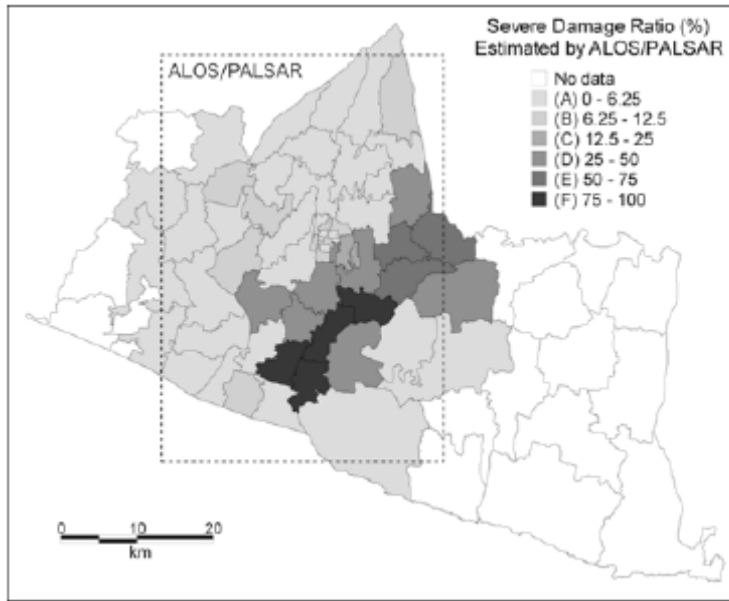 Severe Damage Ratio (%)
Estimated by ALOS/PALSAR
ALOS/PALSAR
No data
(A) 0 - 6.25
(B) 6.25 - 12.5
(C) 12.5 - 25
(D) 25 - 50
(E) 50 - 75
(F) 75 - 100
0 10 20
km